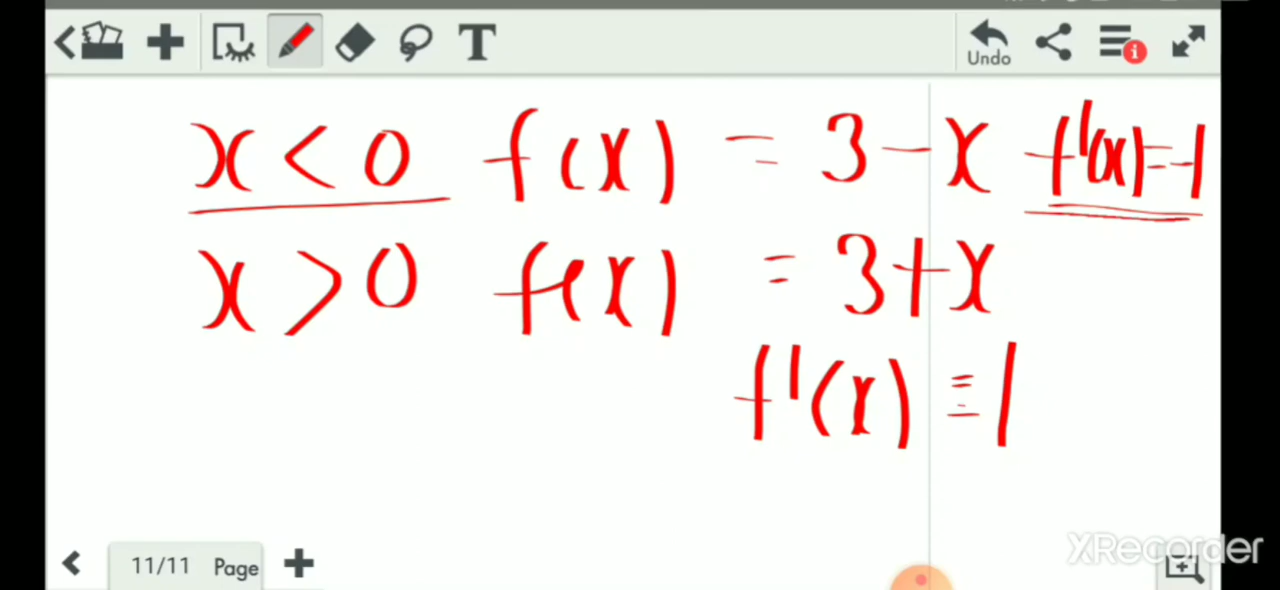 T
Undo
i
x < 0 f(x) = 3 - x f'(x) = -1
x > 0 f(x) = 3 + x
f'(x) = 1
11/11 Page
XRecorder